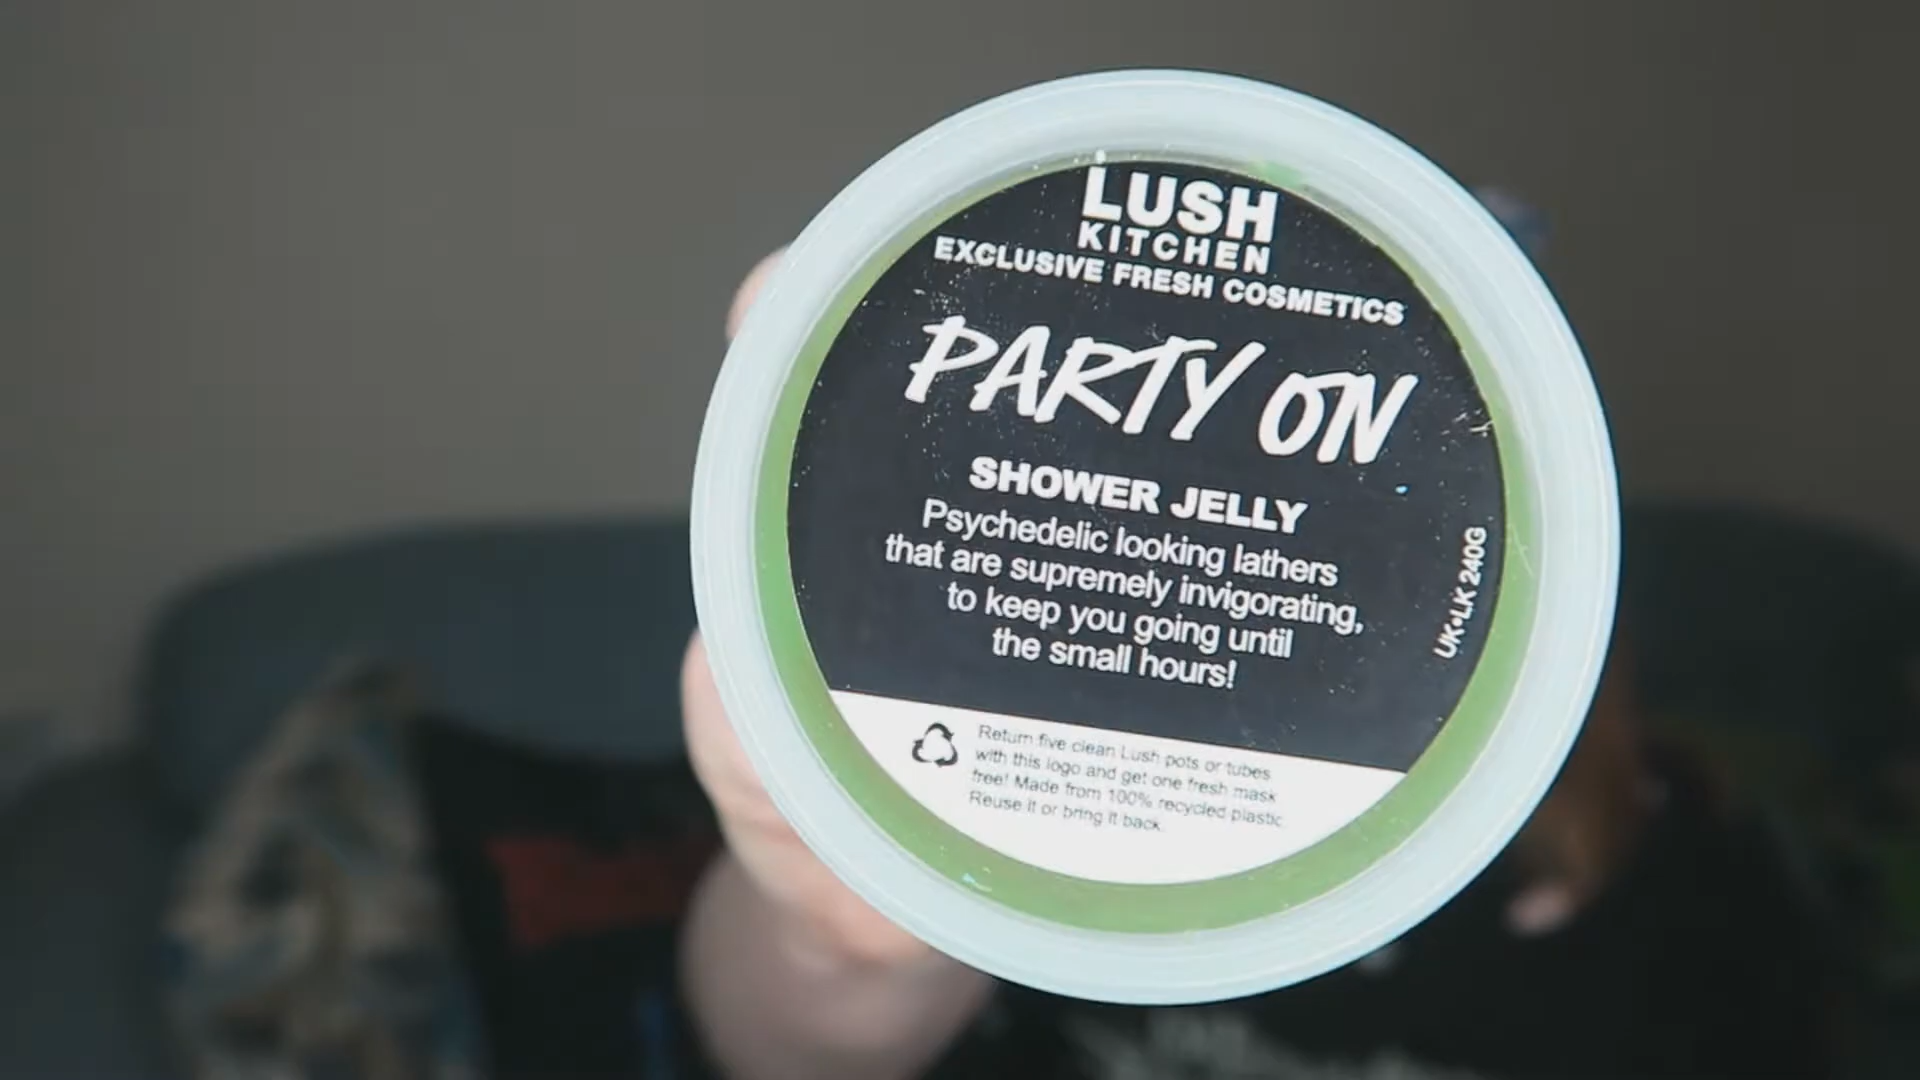 LUSH
KITCHEN
EXCLUSIVE FRESH COSMETICS
PARTY ON
SHOWER JELLY
Psychedelic looking lathers
that are supremely invigorating,
to keep you going until
the small hours!
UK•LK 240G
Return five clean Lush pots or tubes
with this logo and get one fresh mask
free! Made from 100% recycled plastic.
Reuse it or bring it back.